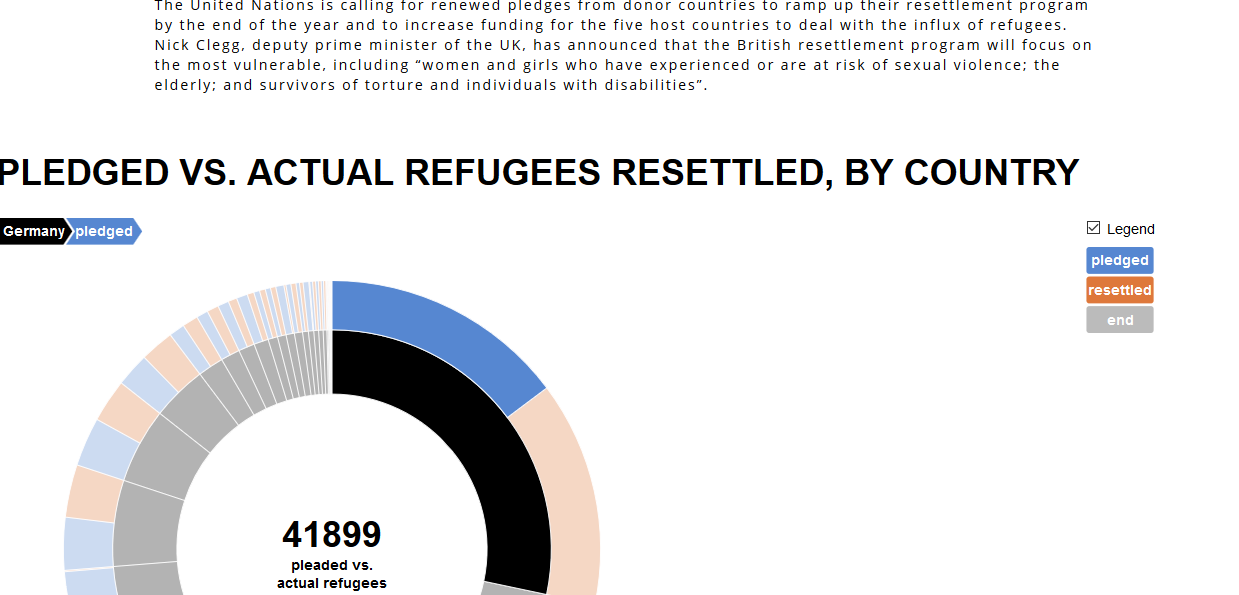 The United Nations is calling for renewed pledges from donor countries to ramp up their resettlement program
by the end of the year and to increase funding for the five host countries to deal with the influx of refugees.
Nick Clegg, deputy prime minister of the UK, has announced that the British resettlement program will focus on
the most vulnerable, including “women and girls who have experienced or are at risk of sexual violence; the
elderly; and survivors of torture and individuals with disabilities”.
PLEDGED VS. ACTUAL REFUGEES RESETTLED, BY COUNTRY
Germany pledged
Legend
pledged
resettled
end
41899
pleaded vs.
actual refugees